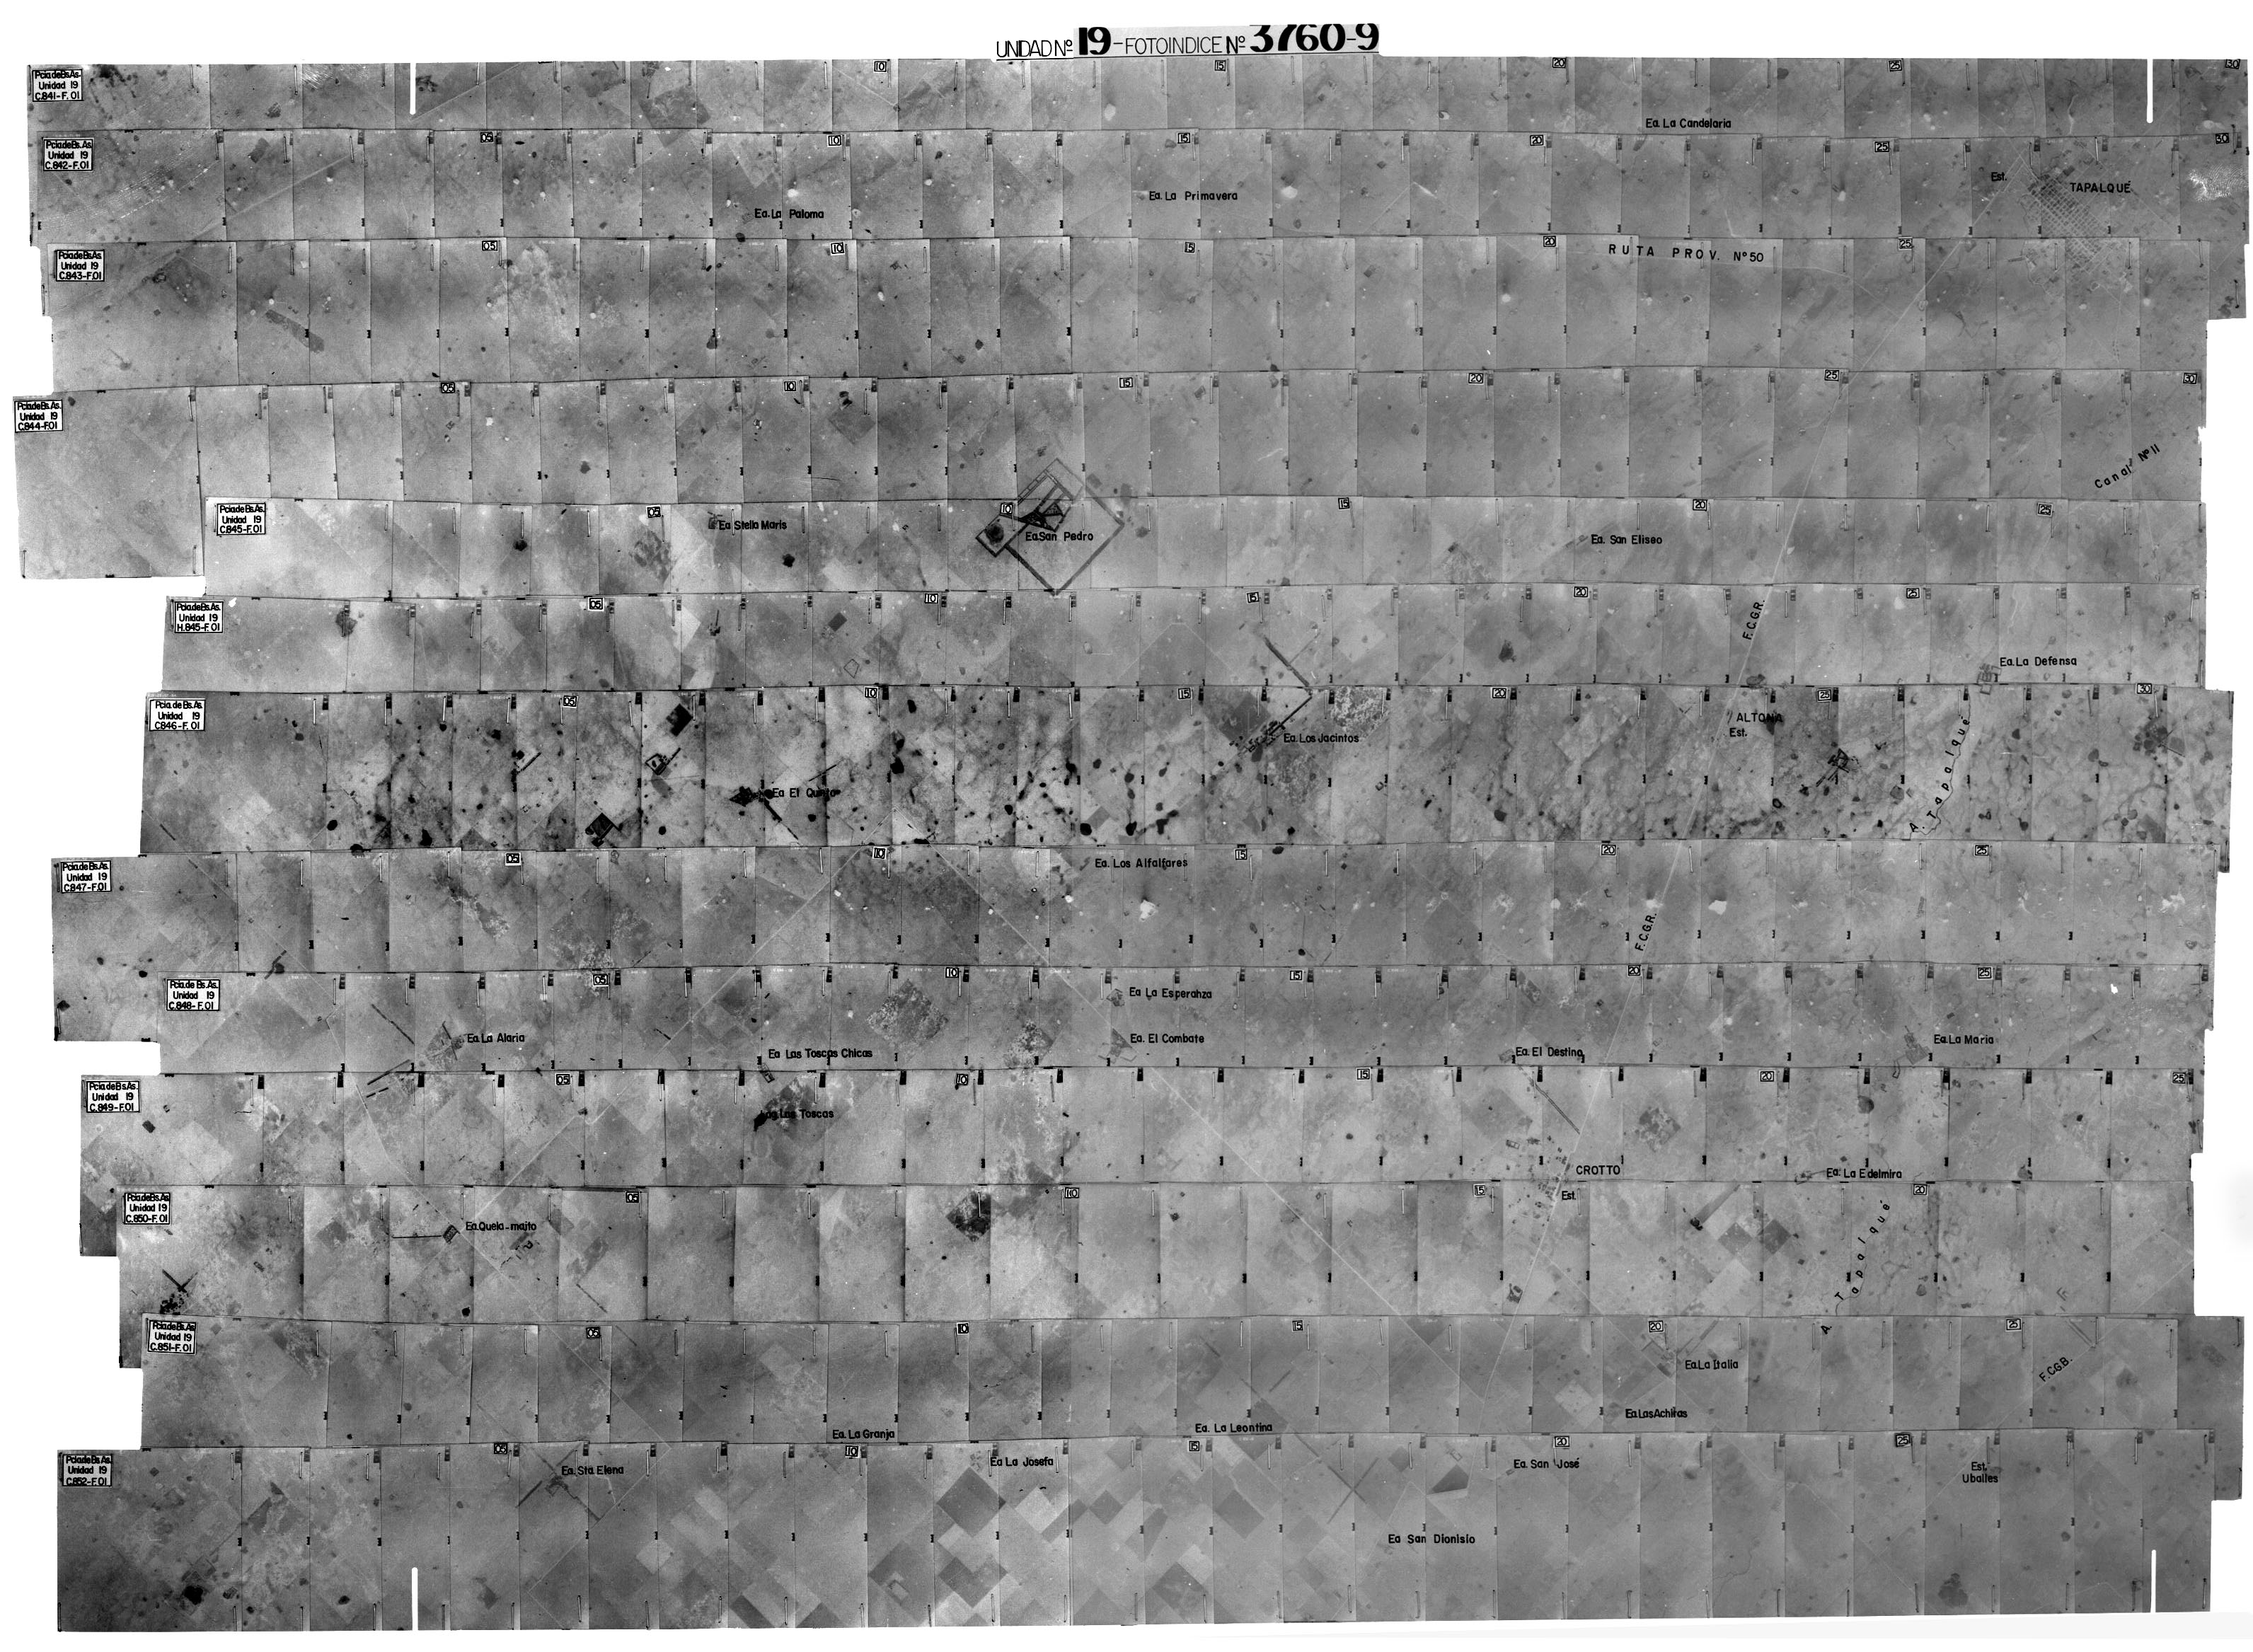 UNIDAD Nº 19 - FOTOINDICE Nº 3760-9
Pcia de Bs. As.
Unidad 19
C.841-F. 01
10
15
20
25
30
Ea. La Candelaria
Pcia de Bs. As.
Unidad 19
C.842-F. 01
05
10
15
20
25
30
Ea. La Paloma
Ea. La Primavera
Est.
TAPALQUÉ
Pcia de Bs. As.
Unidad 19
C.843-F. 01
05
10
15
20
25
RUTA PROV. Nº 50
Pcia de Bs. As.
Unidad 19
C.844-F. 01
05
10
15
20
25
30
Canal Nº 11
Pcia de Bs. As.
Unidad 19
C.845-F. 01
05
10
15
20
25
Ea Stella Maris
Ea San Pedro
Ea. San Eliseo
Pcia de Bs. As.
Unidad 19
H.845-F. 01
05
10
15
20
25
F.C.G.R.
Ea. La Defensa
Pcia. de Bs. As.
Unidad 19
C.846-F. 01
05
10
15
20
25
30
Ea. Los Jacintos
ALTONA
Est.
Ea El Quinto
A. Tapalqué
Pcia. de Bs. As.
Unidad 19
C.847-F. 01
05
10
15
20
25
Ea. Los Alfalfares
F.C.G.R.
Pcia. de Bs. As.
Unidad 19
C.848-F. 01
05
10
15
20
25
Ea La Esperanza
Ea. La Alaria
Ea Las Toscas Chicas
Ea. El Combate
Ea. El Destino
Ea. La Maria
Pcia de Bs As.
Unidad 19
C.849-F. 01
05
10
15
20
25
Lag. Las Toscas
CROTTO
Ea. La Edelmira
Pcia de Bs. As.
Unidad 19
C.850-F. 01
05
10
15
20
Est.
Ea. Quela-majto
A. Tapalqué
Pcia de Bs. As.
Unidad 19
C.851-F. 01
05
10
15
20
25
Ea. La Italia
F.C.G.B.
Ea. Las Achiras
Ea. La Granja
Ea. La Leontina
Pcia de Bs. As.
Unidad 19
C.852-F. 01
05
10
15
20
25
Ea. Sta. Elena
Ea La Josefa
Ea. San José
Est.
Uballes
Ea San Dionisio